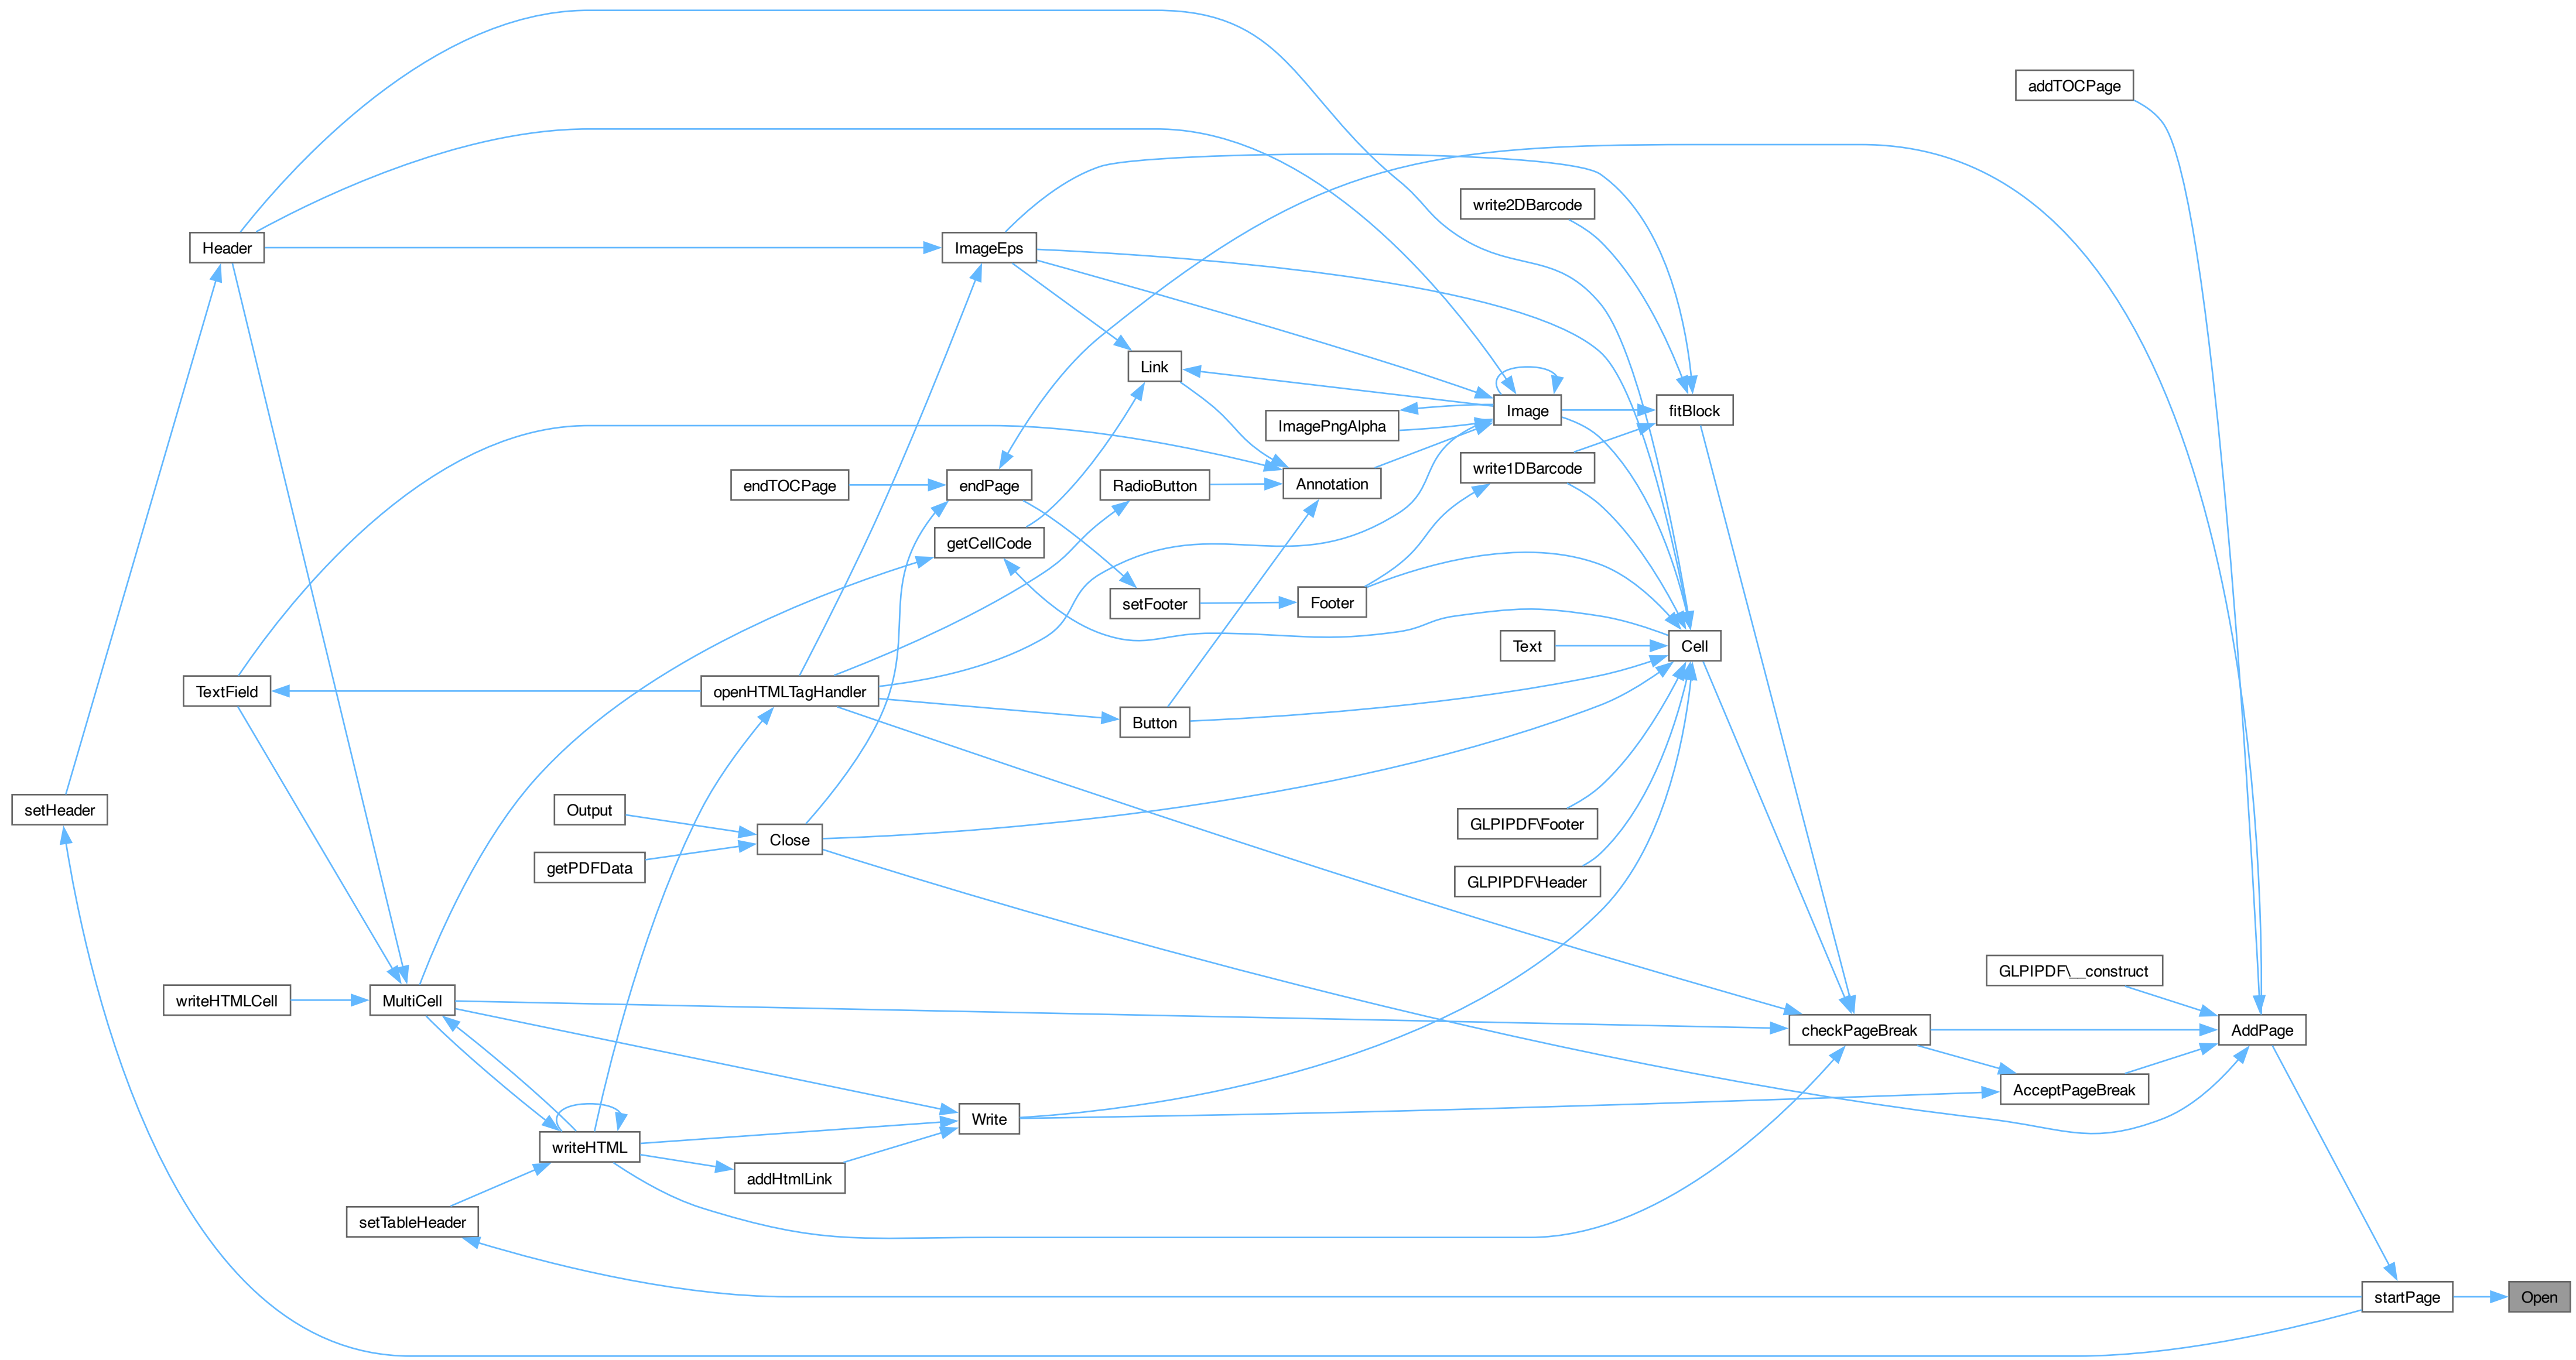 addTOCPage
write2DBarcode
Header
ImageEps
Link
Image
fitBlock
ImagePngAlpha
write1DBarcode
endTOCPage
endPage
RadioButton
Annotation
getCellCode
setFooter
Footer
Text
Cell
TextField
openHTMLTagHandler
Button
setHeader
Output
GLPIPDF\Footer
Close
getPDFData
GLPIPDF\Header
GLPIPDF\__construct
writeHTMLCell
MultiCell
checkPageBreak
AddPage
AcceptPageBreak
Write
writeHTML
addHtmlLink
setTableHeader
startPage
Open